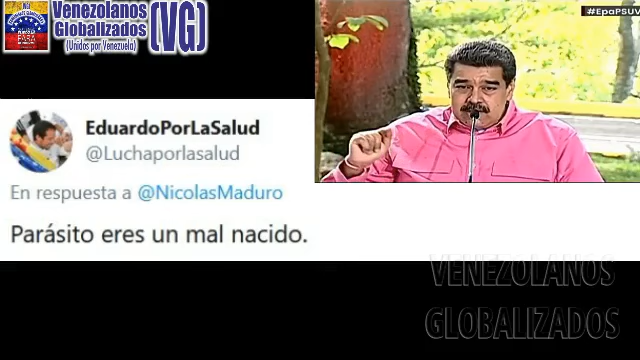 Venezolanos
Globalizados
(Unidos por Venezuela)
(VG)
#EpaPSUV
EduardoPorLaSalud
@Luchaporlasalud
En respuesta a @NicolasMaduro
Parásito eres un mal nacido.
VENEZOLANOS
GLOBALIZADOS